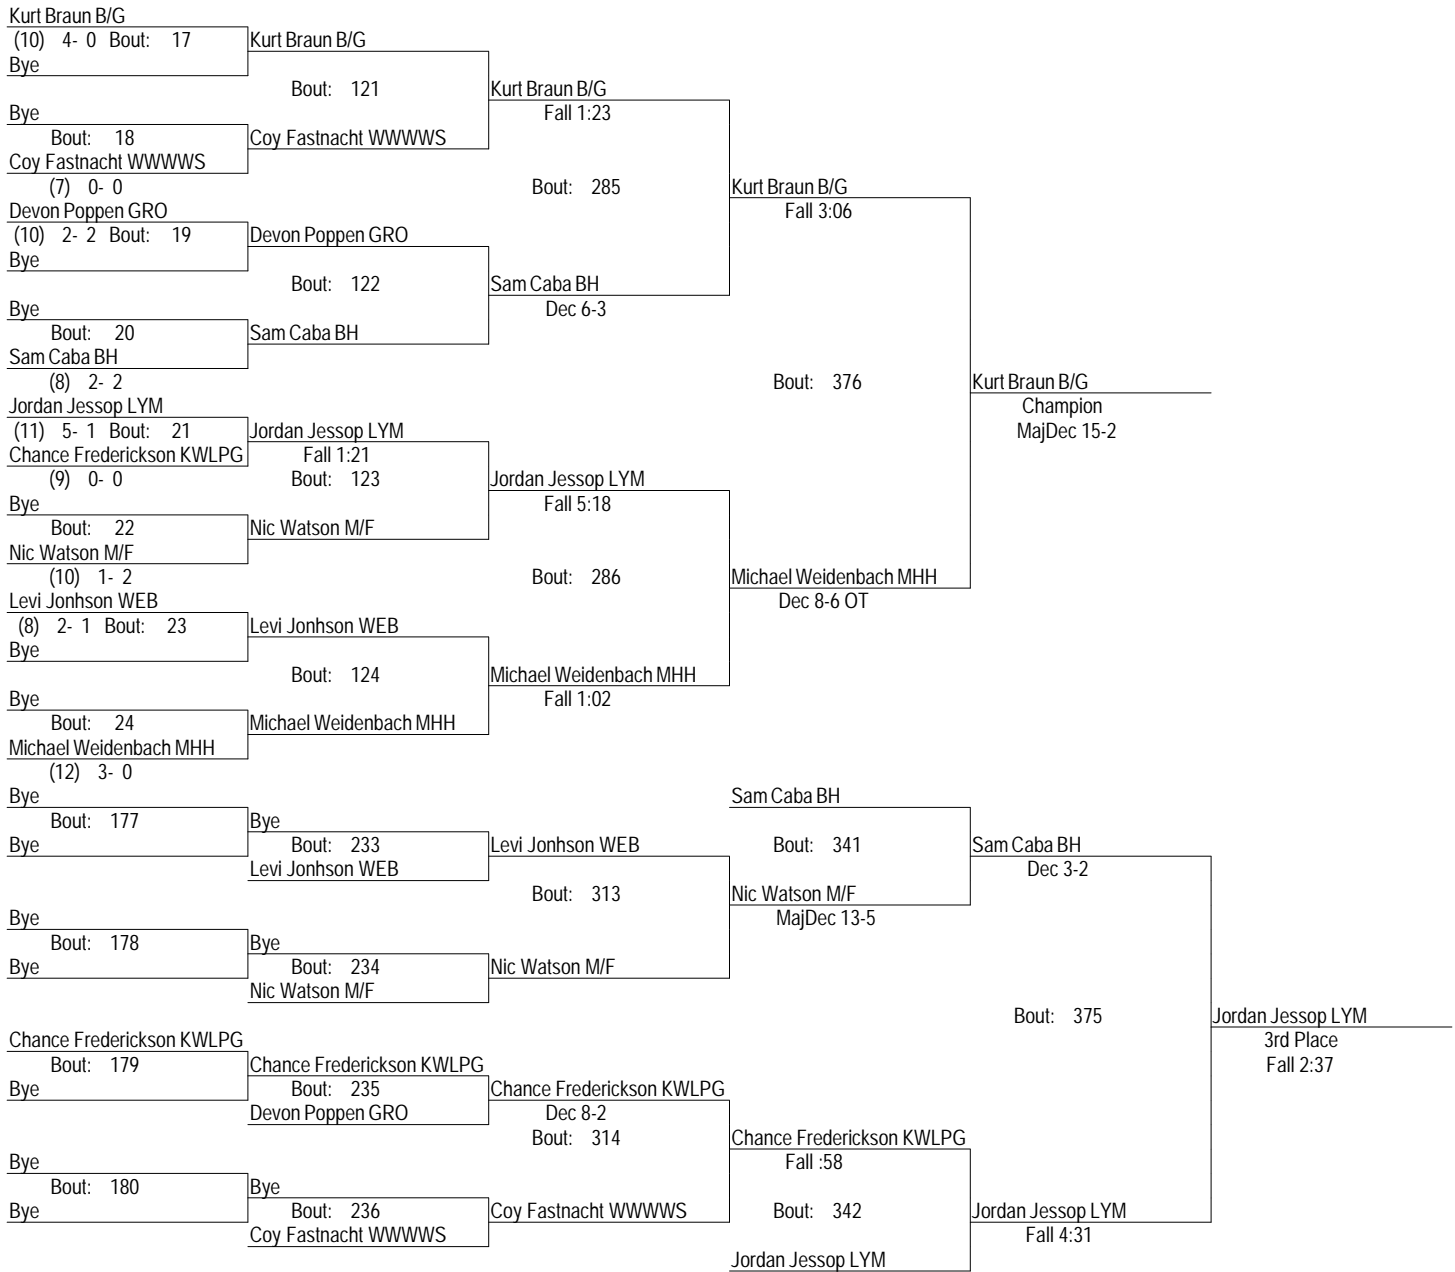 Kurt Braun B/G
(10) 4- 0 Bout: 17 Kurt Braun B/G
Bye
Bout: 121 Kurt Braun B/G
Bye Fall 1:23
Bout: 18 Coy Fastnacht WWWWS
Coy Fastnacht WWWWS
(7) 0- 0 Bout: 285 Kurt Braun B/G
Devon Poppen GRO Fall 3:06
(10) 2- 2 Bout: 19 Devon Poppen GRO
Bye
Bout: 122 Sam Caba BH
Bye Dec 6-3
Bout: 20 Sam Caba BH
Sam Caba BH
(8) 2- 2 Bout: 376 Kurt Braun B/G
Jordan Jessop LYM Champion
(11) 5- 1 Bout: 21 Jordan Jessop LYM MajDec 15-2
Chance Frederickson KWLPG Fall 1:21
(9) 0- 0 Bout: 123 Jordan Jessop LYM
Bye Fall 5:18
Bout: 22 Nic Watson M/F
Nic Watson M/F
(10) 1- 2 Bout: 286 Michael Weidenbach MHH
Levi Jonhson WEB Dec 8-6 OT
(8) 2- 1 Bout: 23 Levi Jonhson WEB
Bye
Bout: 124 Michael Weidenbach MHH
Bye Fall 1:02
Bout: 24 Michael Weidenbach MHH
Michael Weidenbach MHH
(12) 3- 0
Bye Sam Caba BH
Bout: 177 Bye
Bye Bout: 233 Levi Jonhson WEB Bout: 341 Sam Caba BH
Levi Jonhson WEB Dec 3-2
Bout: 313 Nic Watson M/F
Bye MajDec 13-5
Bout: 178 Bye
Bye Bout: 234 Nic Watson M/F
Nic Watson M/F
Bout: 375 Jordan Jessop LYM
Chance Frederickson KWLPG 3rd Place
Bout: 179 Chance Frederickson KWLPG Fall 2:37
Bye Bout: 235 Chance Frederickson KWLPG
Devon Poppen GRO Dec 8-2
Bout: 314 Chance Frederickson KWLPG
Bye Fall :58
Bout: 180 Bye
Bye Bout: 236 Coy Fastnacht WWWWS Bout: 342 Jordan Jessop LYM
Coy Fastnacht WWWWS Fall 4:31
Jordan Jessop LYM